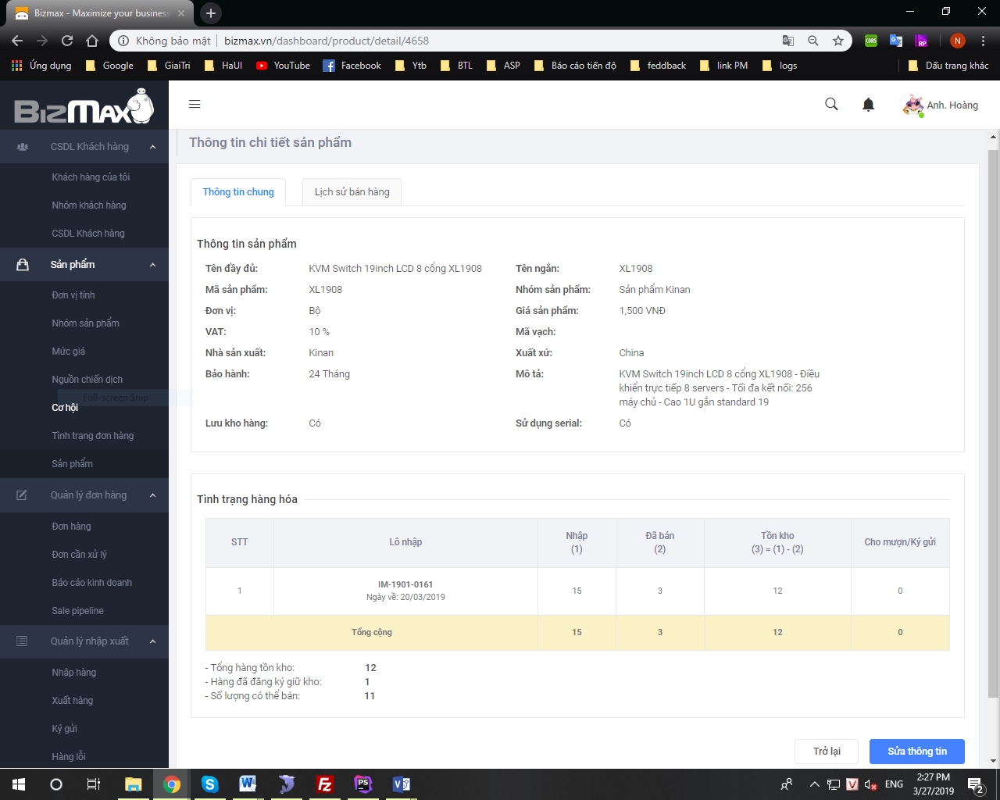 Bizmax - Maximize your business
Không bảo mật
bizmax.vn/dashboard/product/detail/4658
CORS
RP
N
Ứng dụng
Google
GiaiTri
HaUI
YouTube
Facebook
Ytb
BTL
ASP
Báo cáo tiến độ
feddback
link PM
logs
Dấu trang khác
BIZMAX
Anh. Hoàng
CSDL Khách hàng
Khách hàng của tôi
Nhóm khách hàng
CSDL Khách hàng
Sản phẩm
Đơn vị tính
Nhóm sản phẩm
Mức giá
Nguồn chiến dịch
Full-screen Snip
Cơ hội
Tình trạng đơn hàng
Sản phẩm
Quản lý đơn hàng
Đơn hàng
Đơn cần xử lý
Báo cáo kinh doanh
Sale pipeline
Quản lý nhập xuất
Nhập hàng
Xuất hàng
Ký gửi
Hàng lỗi
Thông tin chi tiết sản phẩm
Thông tin chung
Lịch sử bán hàng
Thông tin sản phẩm
Tên đầy đủ: KVM Switch 19inch LCD 8 cổng XL1908
Tên ngắn: XL1908
Mã sản phẩm: XL1908
Nhóm sản phẩm: Sản phẩm Kinan
Đơn vị: Bộ
Giá sản phẩm: 1,500 VNĐ
VAT: 10 %
Mã vạch:
Nhà sản xuất: Kinan
Xuất xứ: China
Bảo hành: 24 Tháng
Mô tả: KVM Switch 19inch LCD 8 cổng XL1908 - Điều
khiển trực tiếp 8 servers - Tối đa kết nối: 256
máy chủ - Cao 1U gắn standard 19
Lưu kho hàng: Có
Sử dụng serial: Có
Tình trạng hàng hóa
STT
Lô nhập
Nhập
(1)
Đã bán
(2)
Tồn kho
(3) = (1) - (2)
Cho mượn/Ký gửi
1
IM-1901-0161
Ngày về: 20/03/2019
15
3
12
0
Tổng cộng
15
3
12
0
- Tổng hàng tồn kho: 12
- Hàng đã đăng ký giữ kho: 1
- Số lượng có thể bán: 11
Trở lại
Sửa thông tin
ENG
2:27 PM
3/27/2019
2